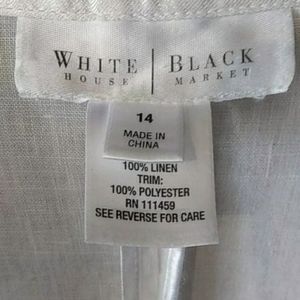 WHITE | BLACK
HOUSE MARKET
14
MADE IN
CHINA
100% LINEN
TRIM:
100% POLYESTER
RN 111459
SEE REVERSE FOR CARE